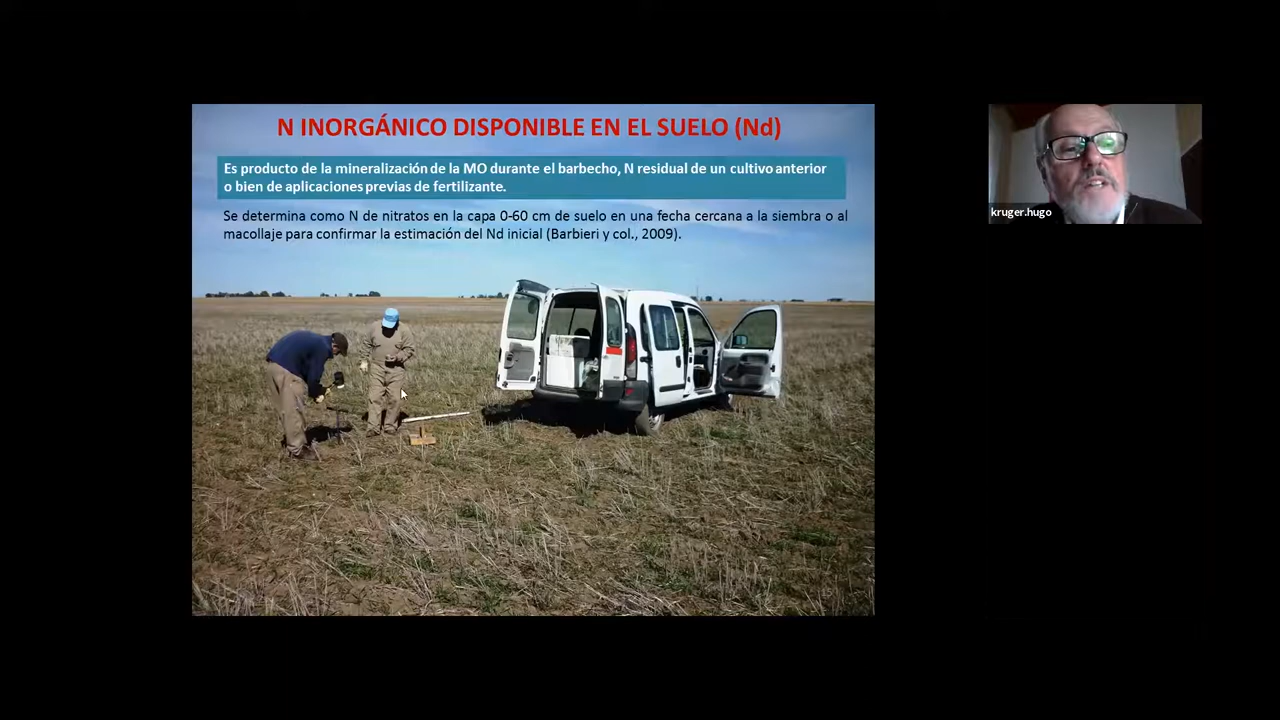 N INORGÁNICO DISPONIBLE EN EL SUELO (Nd)
Es producto de la mineralización de la MO durante el barbecho, N residual de un cultivo anterior
o bien de aplicaciones previas de fertilizante.
Se determina como N de nitratos en la capa 0-60 cm de suelo en una fecha cercana a la siembra o al
macollaje para confirmar la estimación del Nd inicial (Barbieri y col., 2009).
kruger.hugo